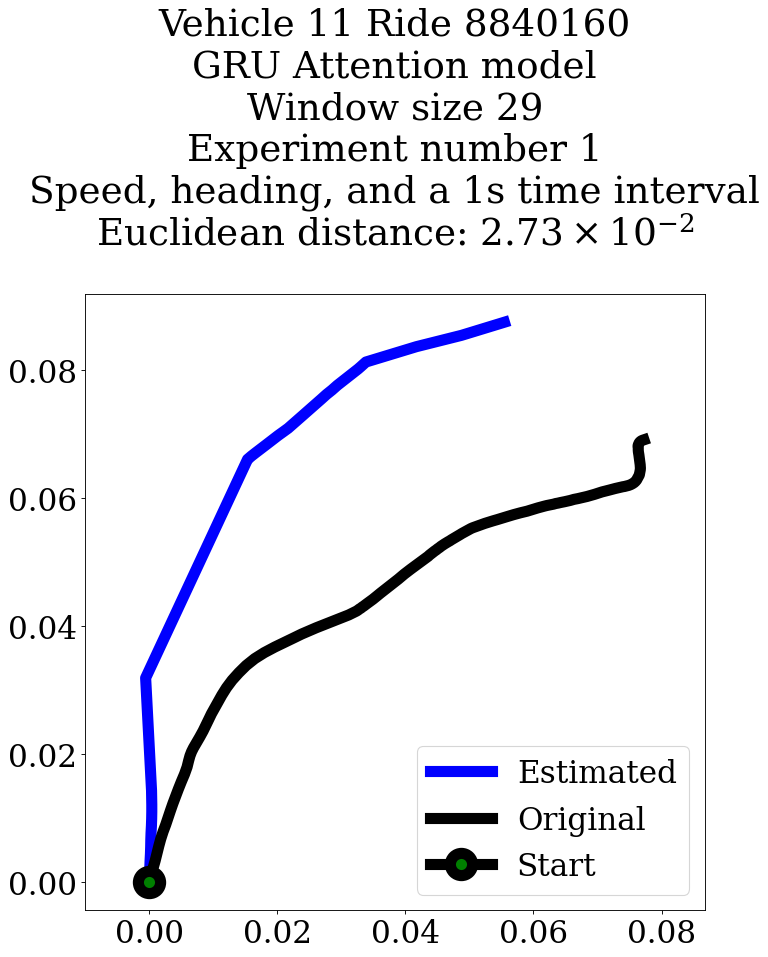 Vehicle 11 Ride 8840160
GRU Attention model
Window size 29
Experiment number 1
Speed, heading, and a 1s time interval
Euclidean distance: 2.73 × 10⁻²
0.08
0.06
0.04
0.02
0.00
Estimated
Original
Start
0.00 0.02 0.04 0.06 0.08